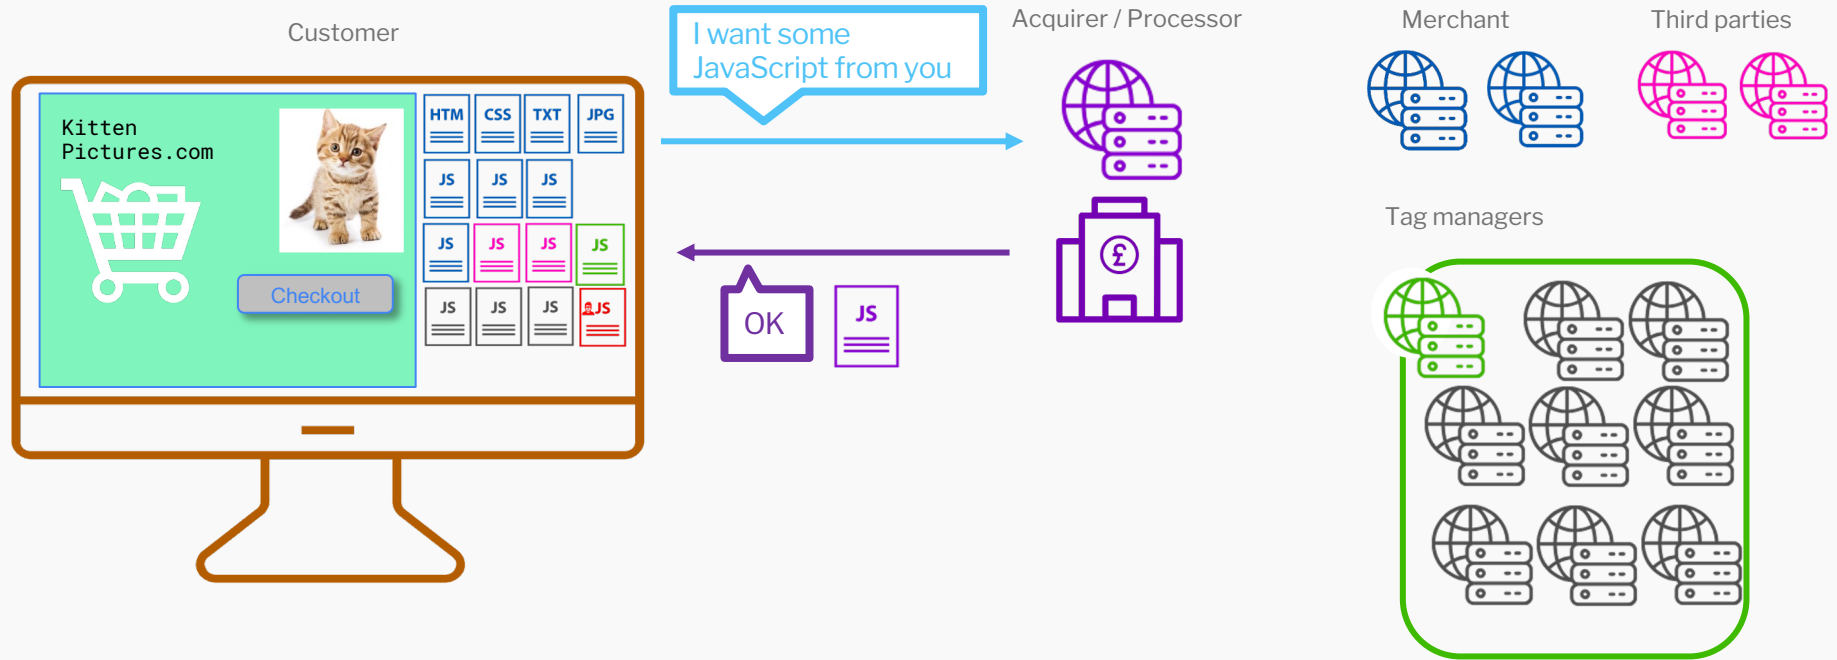 Customer
I want some
JavaScript from you
Acquirer / Processor
Merchant
Third parties
Kitten
Pictures.com
Checkout
HTM CSS TXT JPG
JS JS JS
JS JS JS JS
JS JS JS JS
OK
JS
£
Tag managers